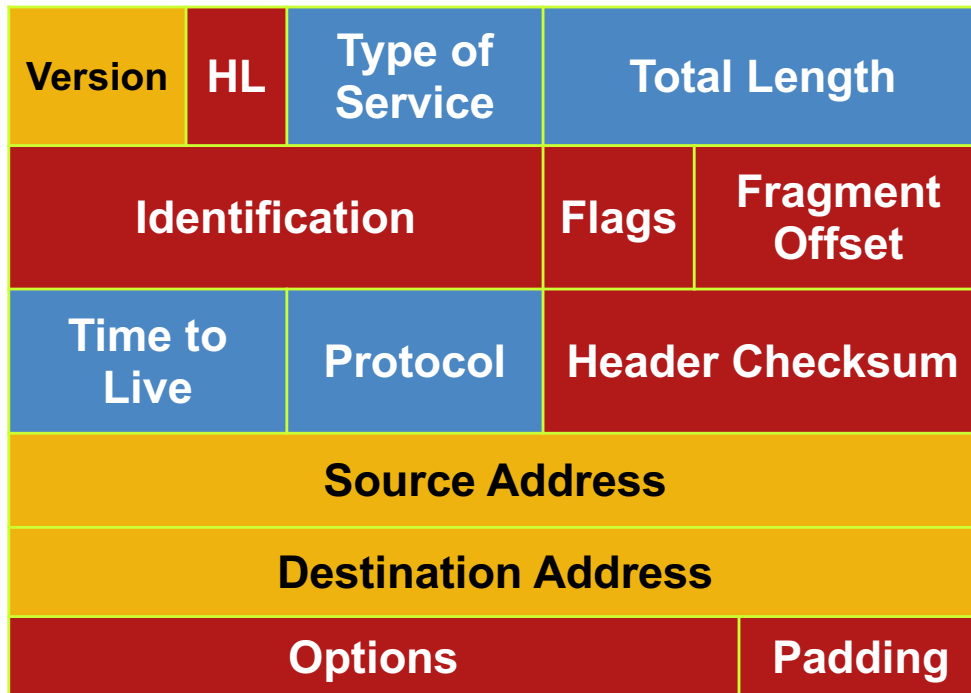 Version
HL
Type of
Service
Total Length
Identification
Flags
Fragment
Offset
Time to
Live
Protocol
Header Checksum
Source Address
Destination Address
Options
Padding